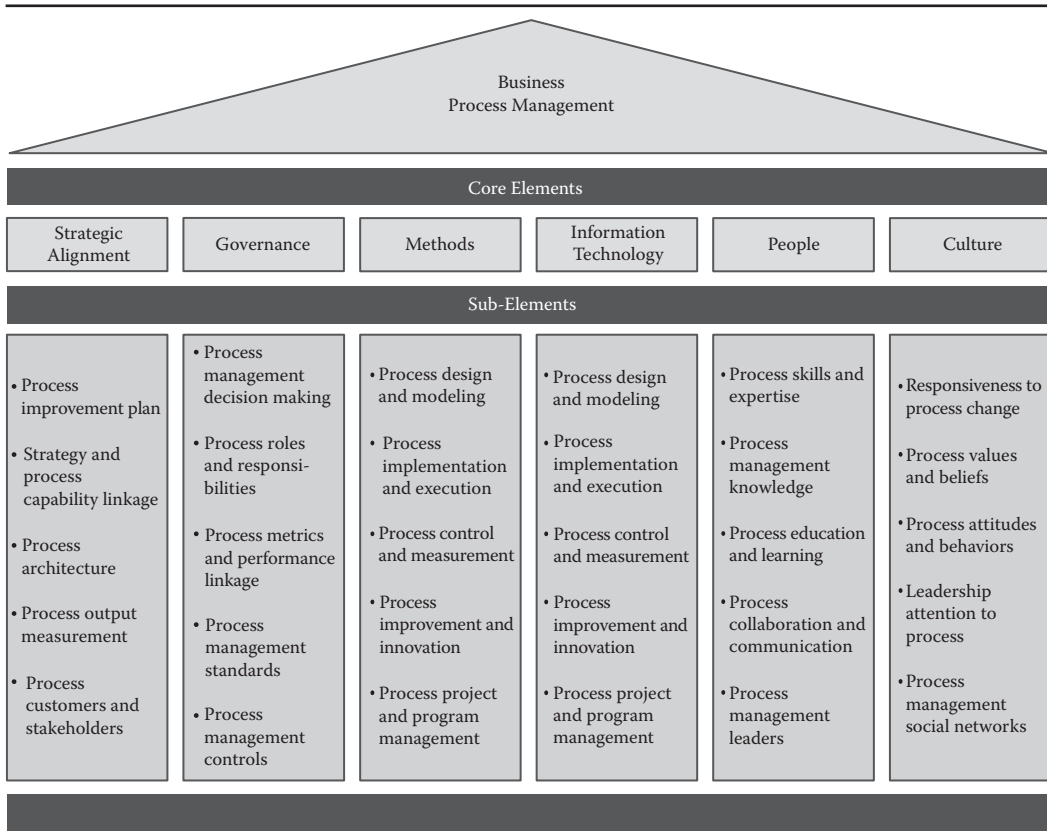 Business
Process Management
Core Elements
Strategic
Alignment
Governance
Methods
Information
Technology
People
Culture
Sub-Elements
• Process
improvement plan
• Strategy and
process
capability linkage
• Process
architecture
• Process output
measurement
• Process
customers and
stakeholders
• Process
management
decision making
• Process roles
and responsi-
bilities
• Process metrics
and performance
linkage
• Process
management
standards
• Process
management
controls
• Process design
and modeling
• Process
implementation
and execution
• Process control
and measurement
• Process
improvement and
innovation
• Process project
and program
management
• Process design
and modeling
• Process
implementation
and execution
• Process control
and measurement
• Process
improvement and
innovation
• Process project
and program
management
• Process skills and
expertise
• Process
management
knowledge
• Process education
and learning
• Process
collaboration and
communication
• Process
management
leaders
• Responsiveness to
process change
• Process values
and beliefs
• Process attitudes
and behaviors
• Leadership
attention to
process
• Process
management
social networks